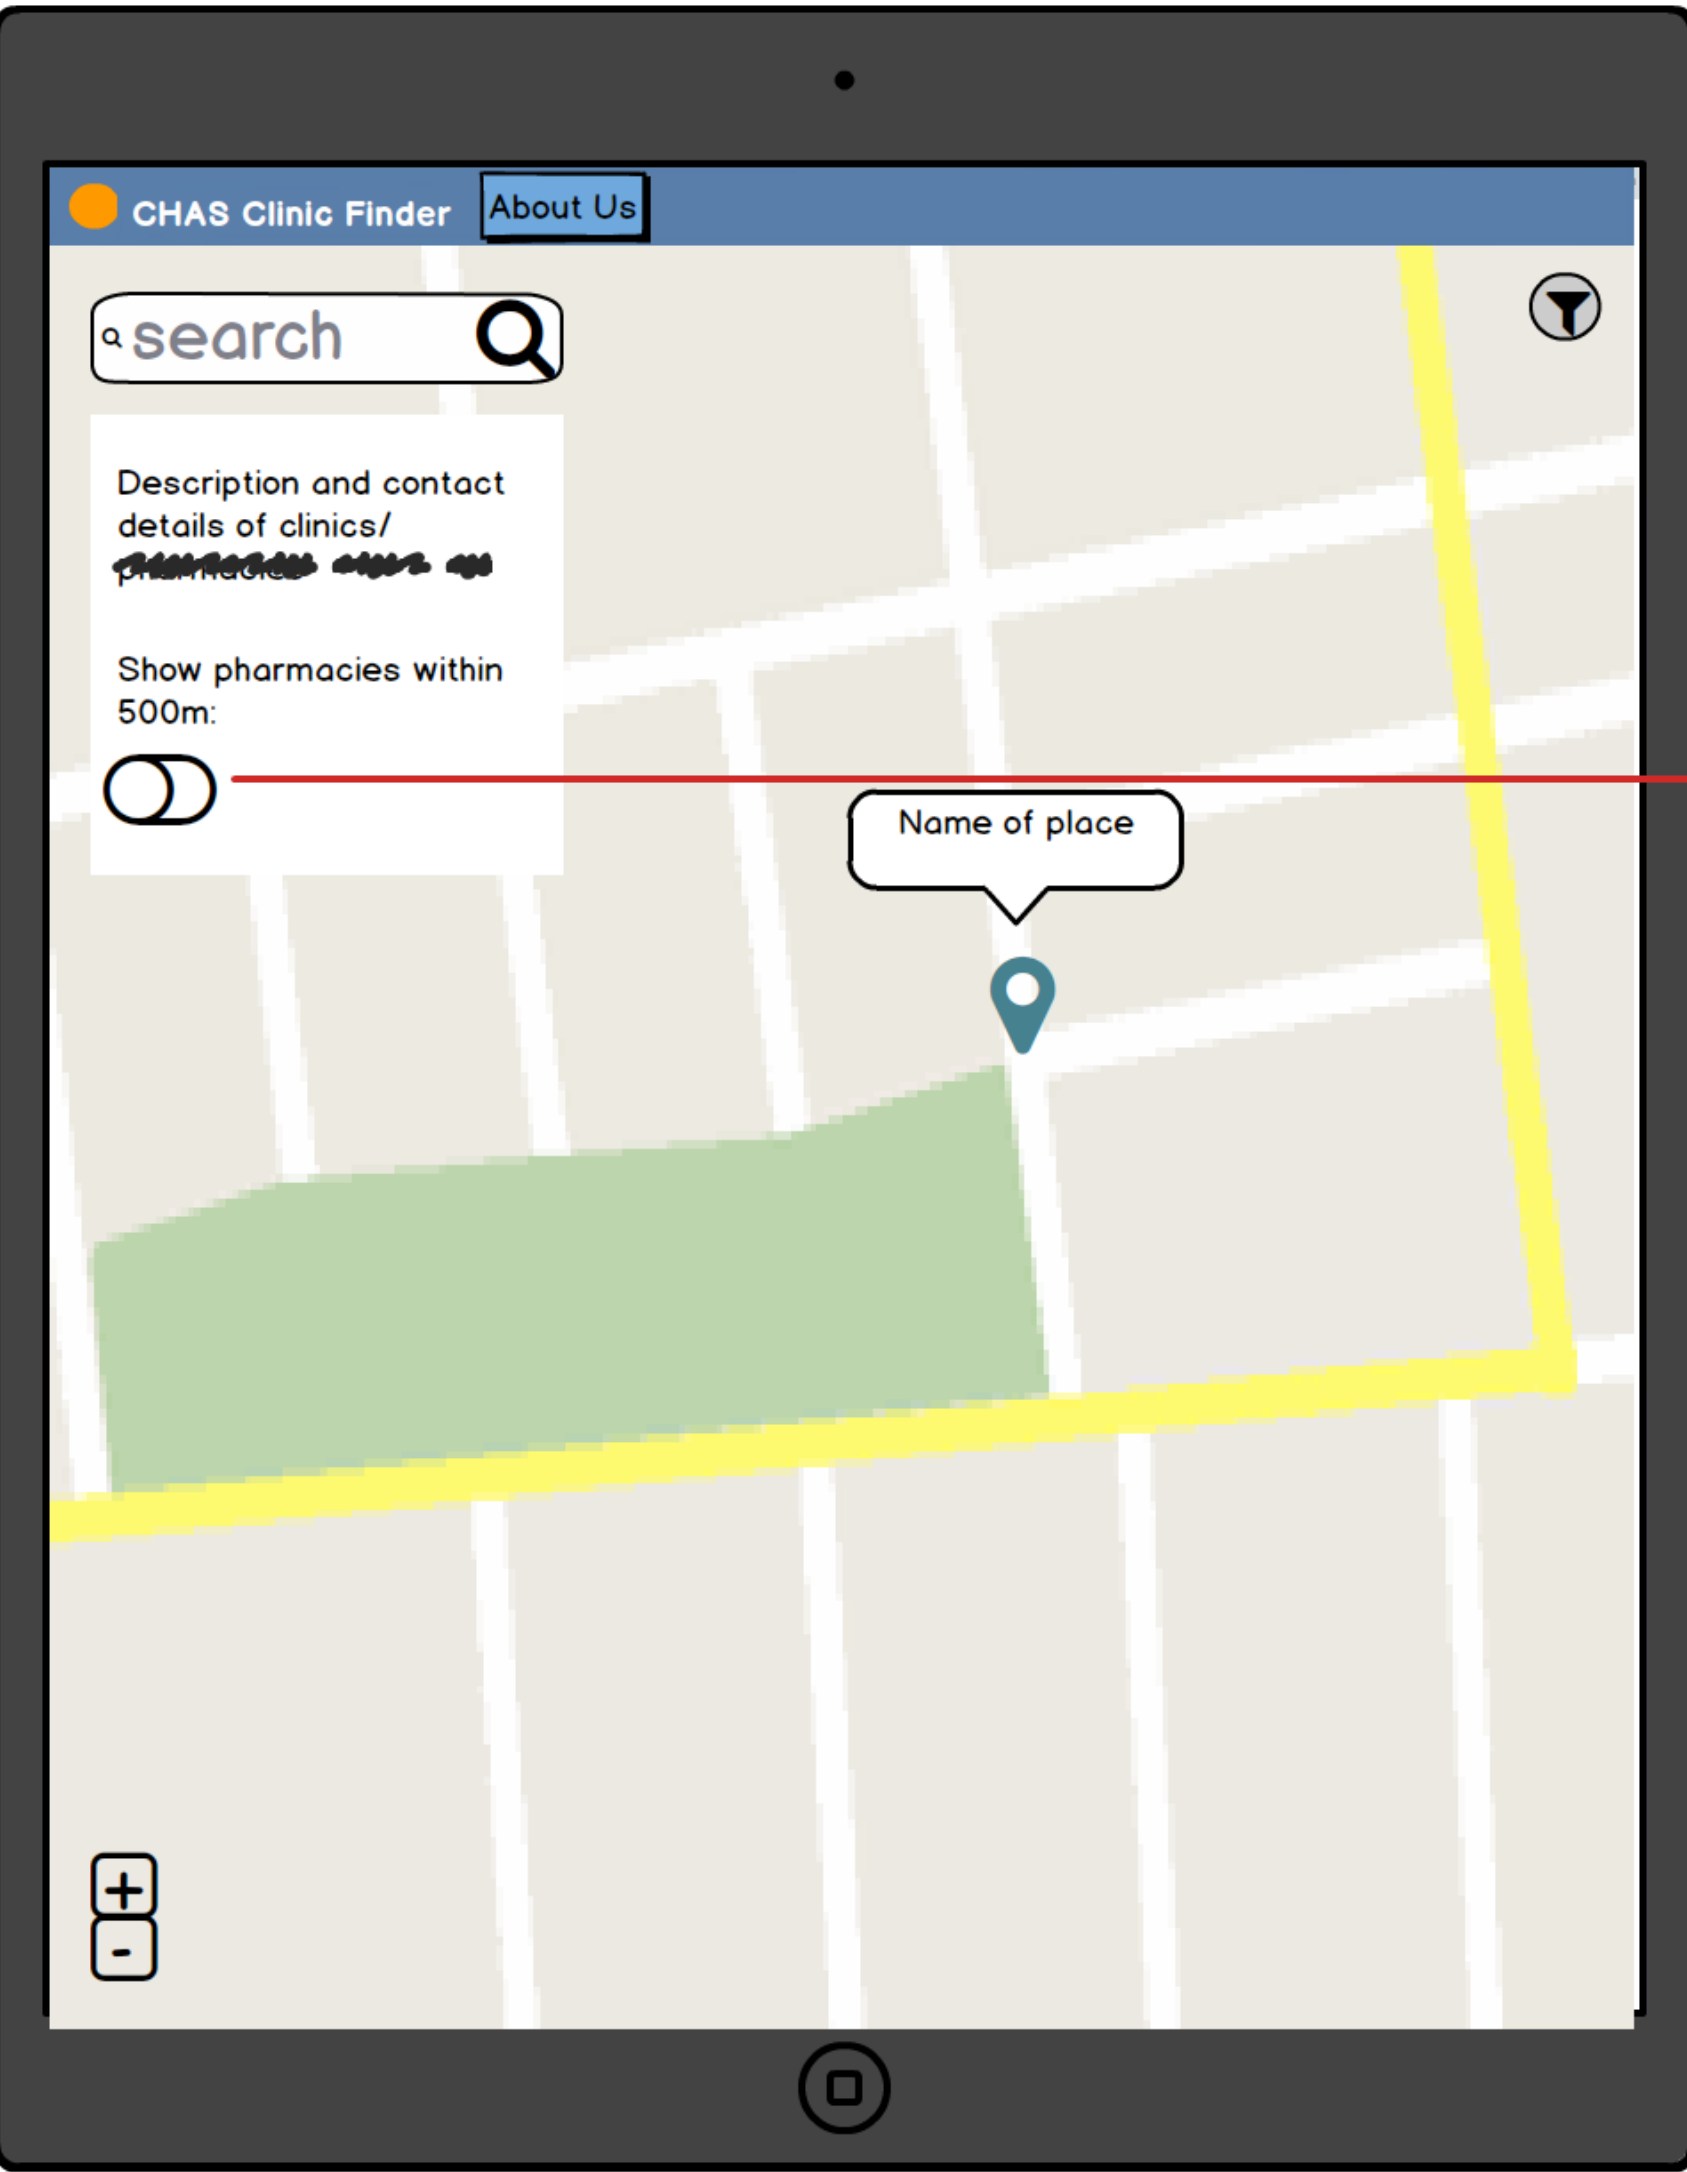 CHAS Clinic Finder
About Us
search
Description and contact
details of clinics/
Show pharmacies within
500m:
Name of place
+
-